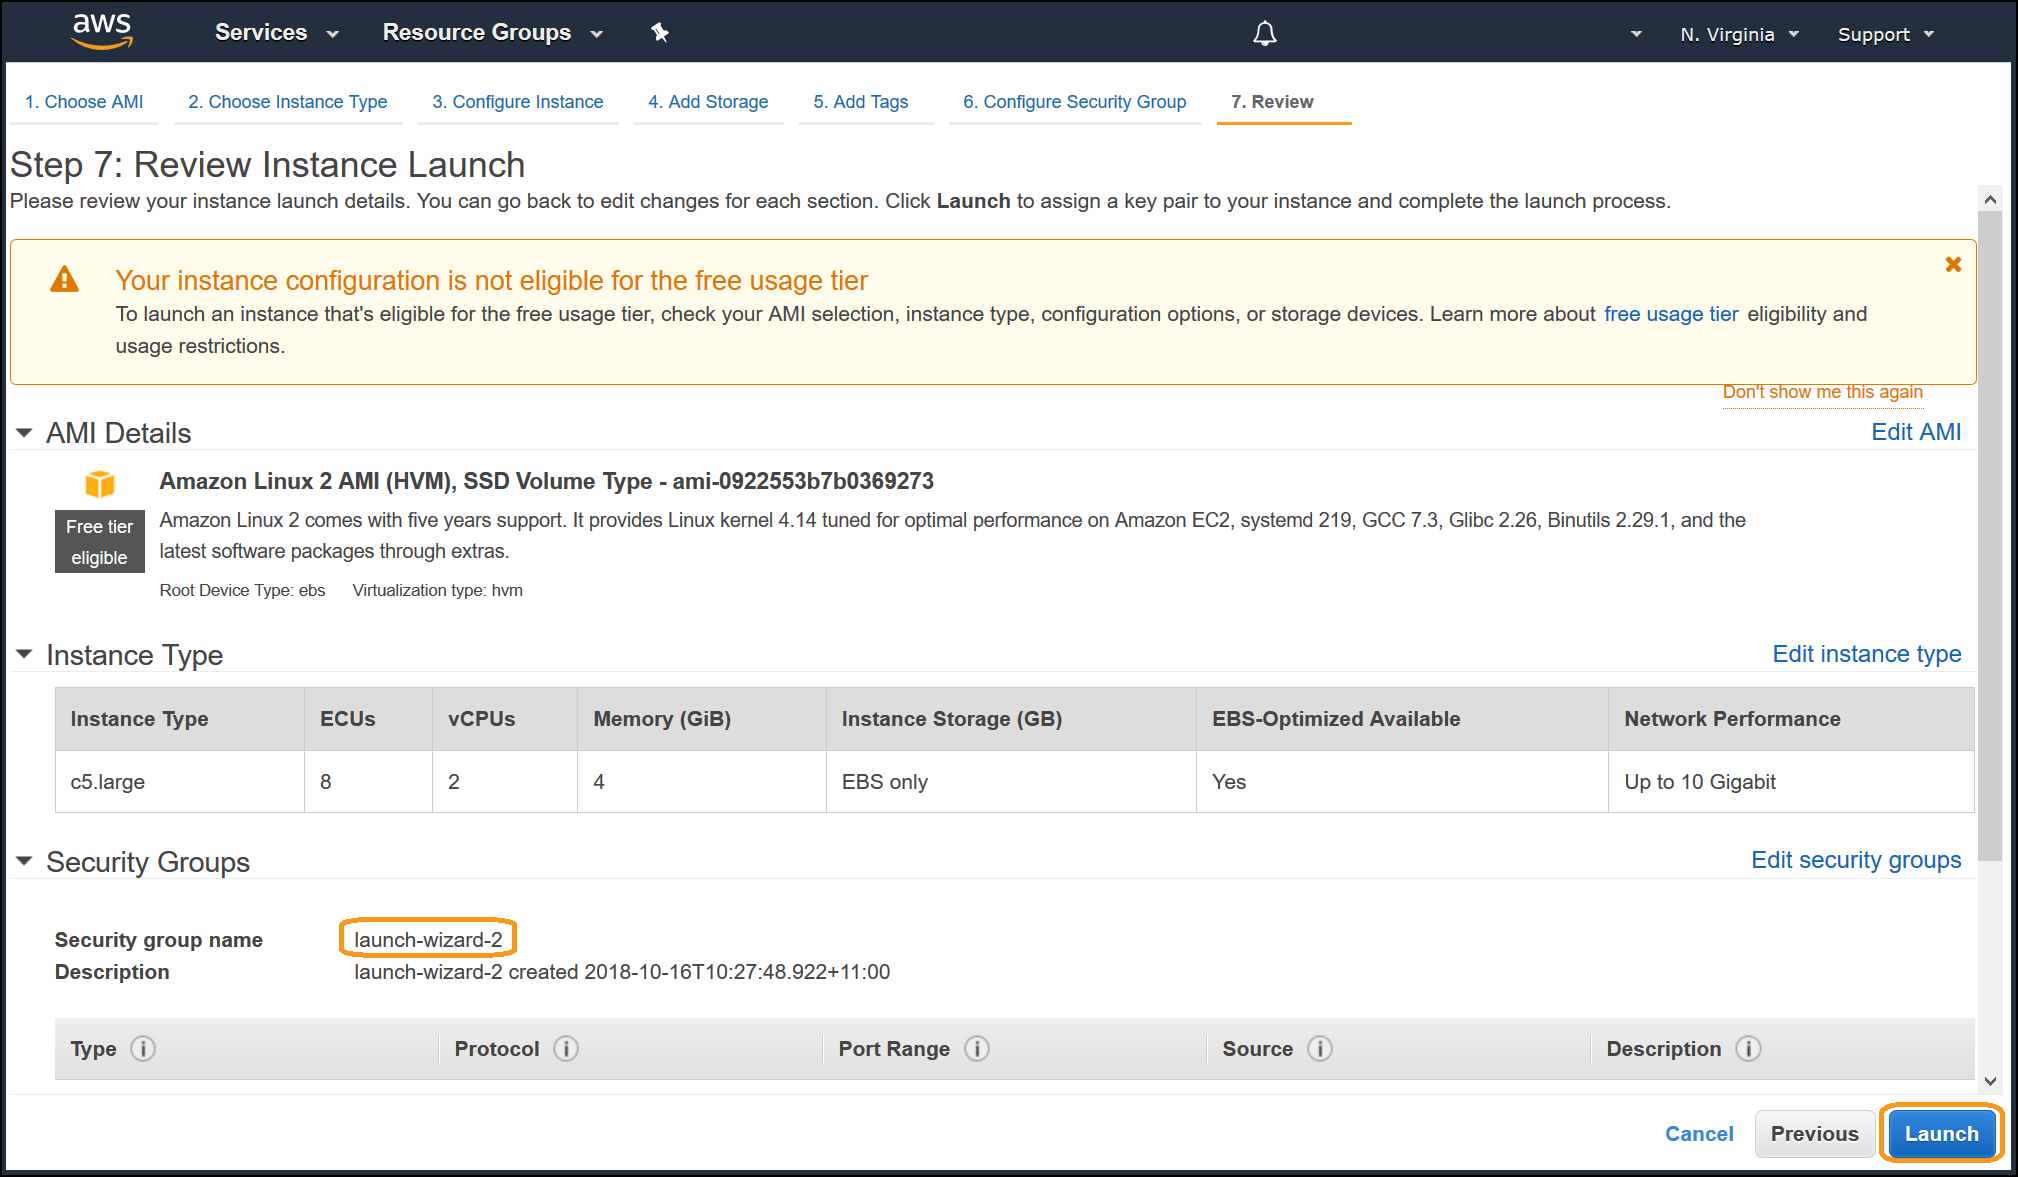 aws Services Resource Groups N. Virginia Support
1. Choose AMI 2. Choose Instance Type 3. Configure Instance 4. Add Storage 5. Add Tags 6. Configure Security Group 7. Review
Step 7: Review Instance Launch
Please review your instance launch details. You can go back to edit changes for each section. Click Launch to assign a key pair to your instance and complete the launch process.
Your instance configuration is not eligible for the free usage tier
To launch an instance that's eligible for the free usage tier, check your AMI selection, instance type, configuration options, or storage devices. Learn more about free usage tier eligibility and
usage restrictions.
Don't show me this again
AMI Details Edit AMI
Amazon Linux 2 AMI (HVM), SSD Volume Type - ami-0922553b7b0369273
Free tier
eligible
Amazon Linux 2 comes with five years support. It provides Linux kernel 4.14 tuned for optimal performance on Amazon EC2, systemd 219, GCC 7.3, Glibc 2.26, Binutils 2.29.1, and the
latest software packages through extras.
Root Device Type: ebs Virtualization type: hvm
Instance Type Edit instance type
Instance Type ECUs vCPUs Memory (GiB) Instance Storage (GB) EBS-Optimized Available Network Performance
c5.large 8 2 4 EBS only Yes Up to 10 Gigabit
Security Groups Edit security groups
Security group name launch-wizard-2
Description launch-wizard-2 created 2018-10-16T10:27:48.922+11:00
Type i Protocol i Port Range i Source i Description i
Cancel Previous Launch